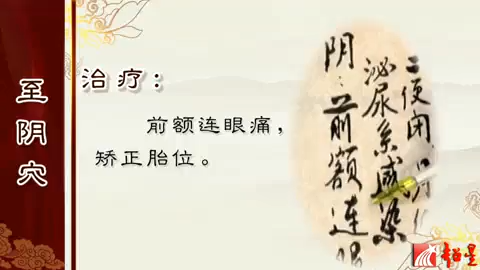 至阴穴
治疗：
前额连眼痛，
矫正胎位。
二便闭
泌尿系感染
阴：前额连眼